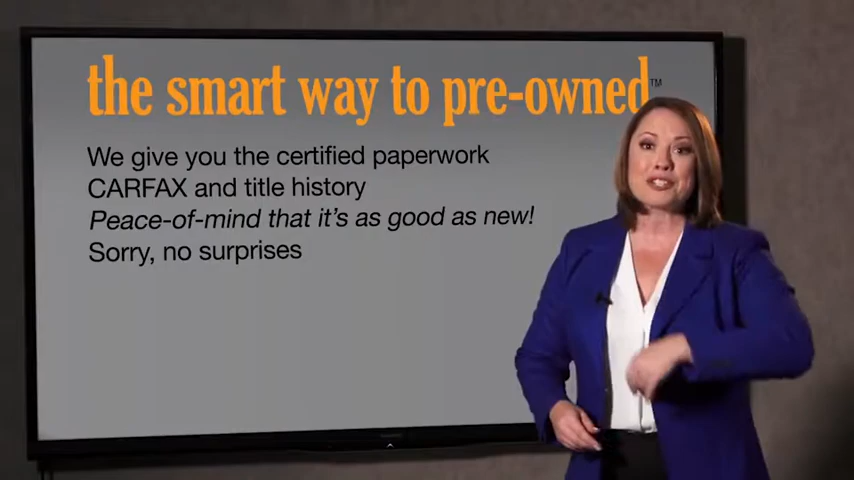 the smart way to pre-owned™
We give you the certified paperwork
CARFAX and title history
Peace-of-mind that it's as good as new!
Sorry, no surprises